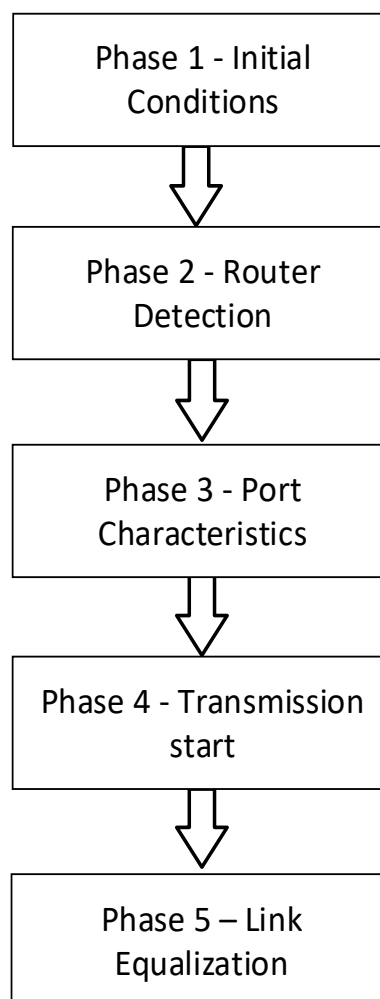 Phase 1 - Initial
Conditions
Phase 2 - Router
Detection
Phase 3 - Port
Characteristics
Phase 4 - Transmission
start
Phase 5 – Link
Equalization